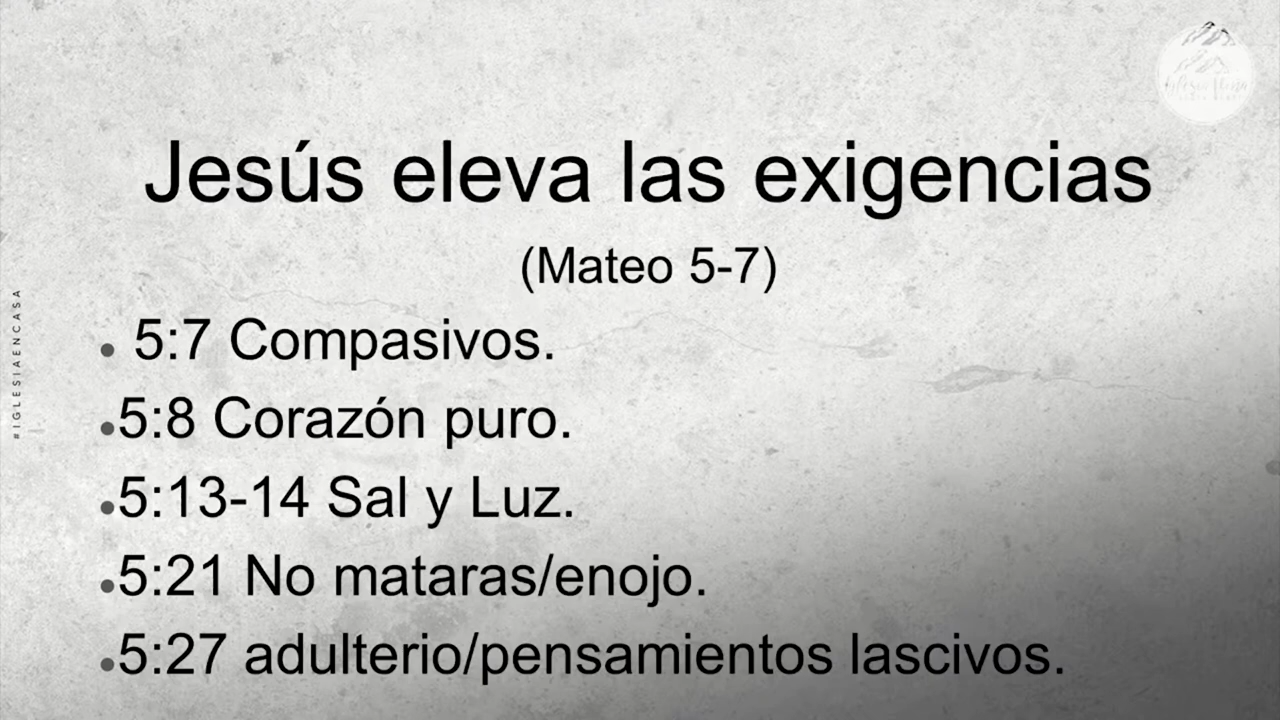 Jesús eleva las exigencias
(Mateo 5-7)
• 5:7 Compasivos.
•5:8 Corazón puro.
•5:13-14 Sal y Luz.
•5:21 No mataras/enojo.
•5:27 adulterio/pensamientos lascivos.
#IGLESIAENCASA